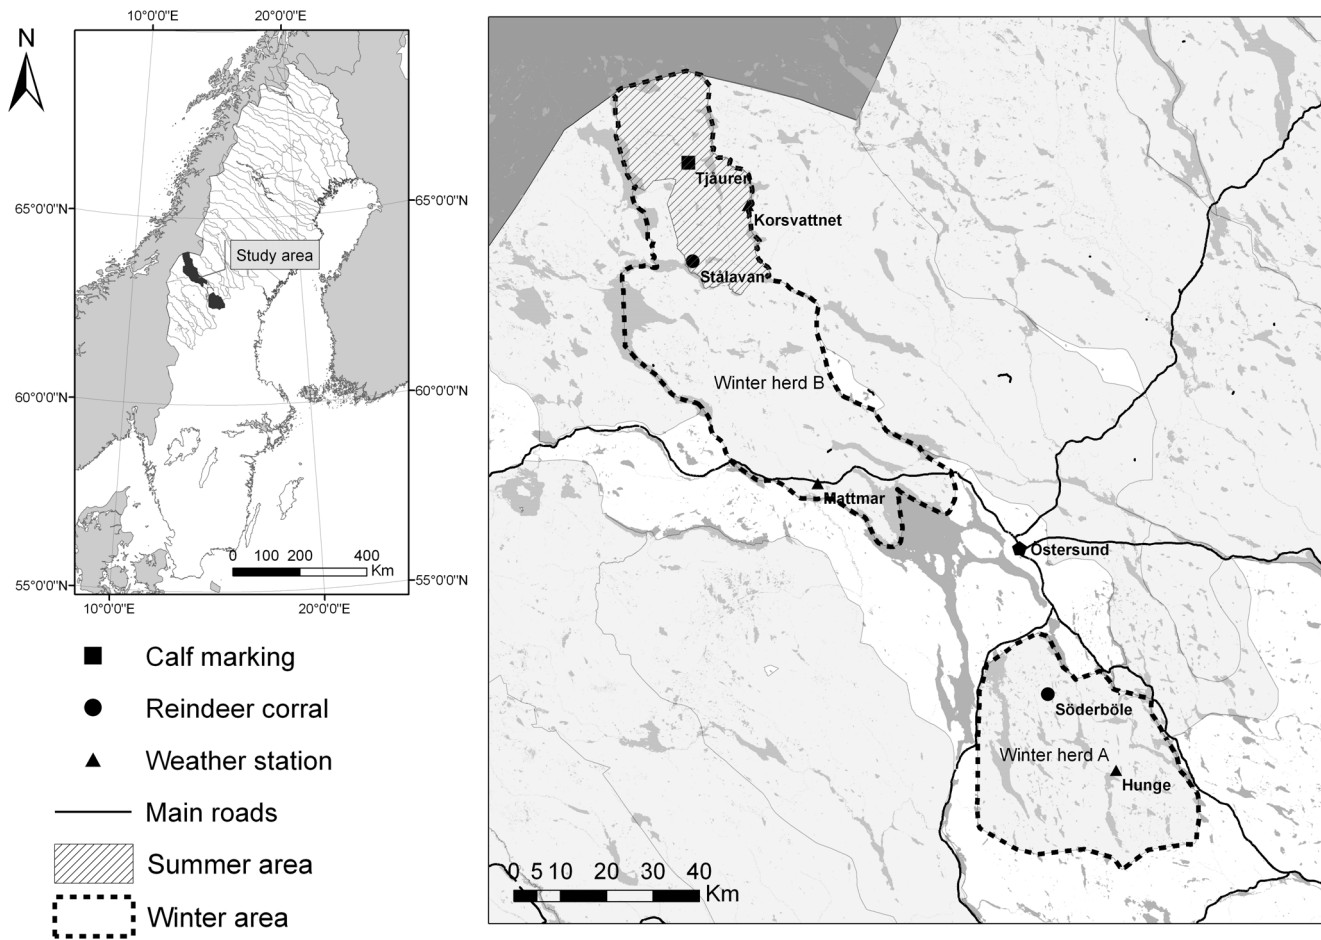 10°0'0"E 20°0'0"E
N
65°0'0"N 65°0'0"N
Study area
60°0'0"N 60°0'0"N
0 100 200 400
Km
55°0'0"N 55°0'0"N
10°0'0"E 20°0'0"E
Calf marking
Reindeer corral
Weather station
Main roads
Summer area
Winter area
Tjåuren
Korsvattnet
Stålavan
Winter herd B
Mattmar
Östersund
Söderböle
Winter herd A
Hunge
0 5 10 20 30 40
Km